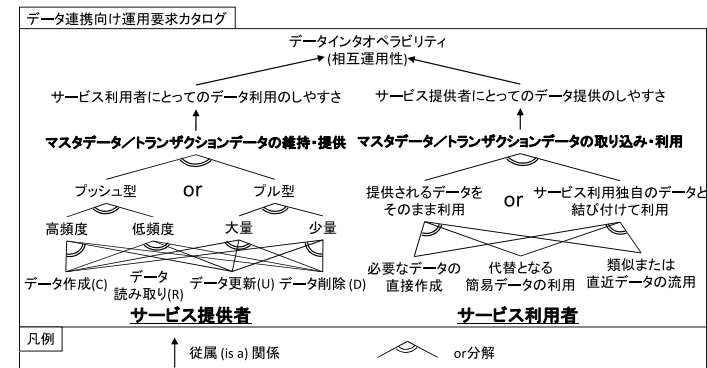 データ連携向け運用要求カタログ
データインタオペラビリティ
(相互運用性)
サービス利用者にとってのデータ利用のしやすさ
サービス提供者にとってのデータ提供のしやすさ
マスタデータ／トランザクションデータの維持・提供
マスタデータ／トランザクションデータの取り込み・利用
プッシュ型
or
プル型
提供されるデータを
そのまま利用
or
サービス利用独自のデータと
結び付けて利用
高頻度
低頻度
大量
少量
データ作成(C)
データ
読み取り(R)
データ更新(U)
データ削除(D)
必要なデータの
直接作成
代替となる
簡易データの利用
類似または
直近データの流用
サービス提供者
サービス利用者
凡例
従属 (is a) 関係
or分解